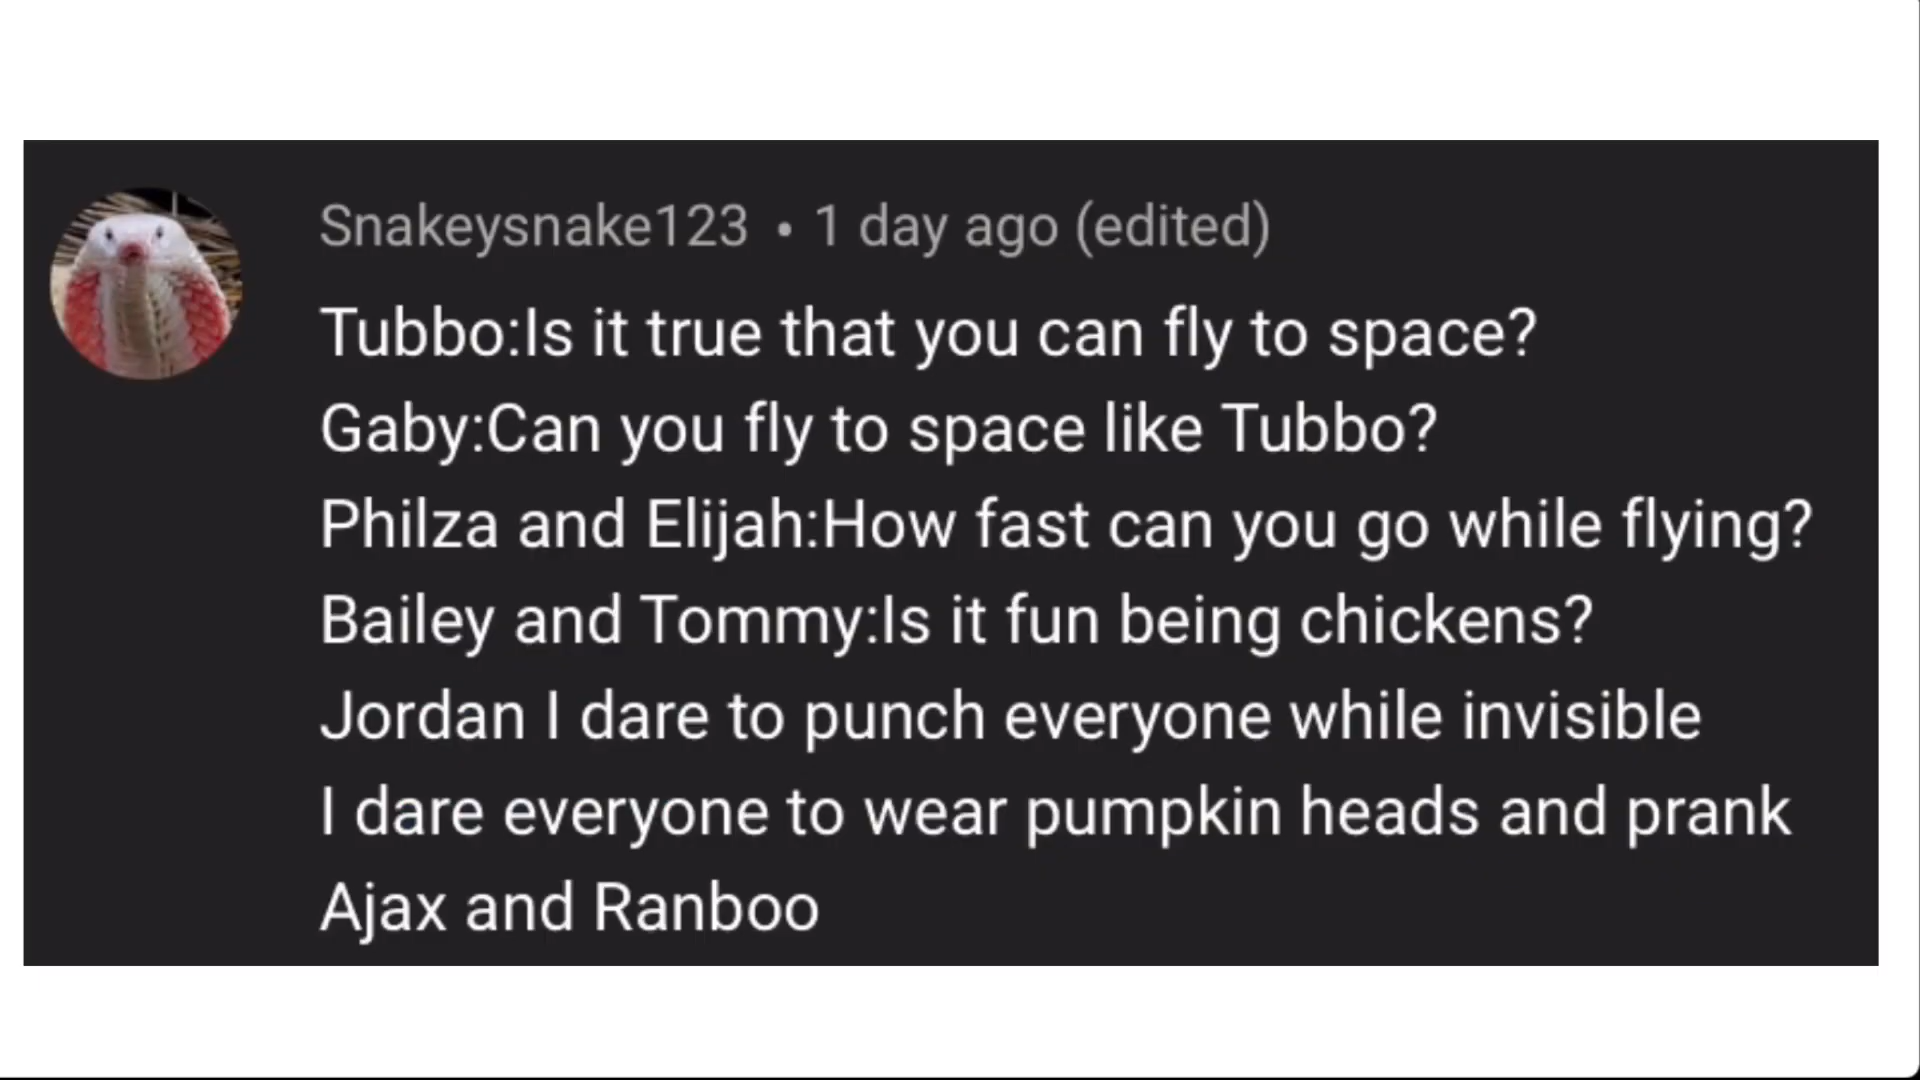 Snakeysnake123 • 1 day ago (edited)
Tubbo:Is it true that you can fly to space?
Gaby:Can you fly to space like Tubbo?
Philza and Elijah:How fast can you go while flying?
Bailey and Tommy:Is it fun being chickens?
Jordan I dare to punch everyone while invisible
I dare everyone to wear pumpkin heads and prank
Ajax and Ranboo